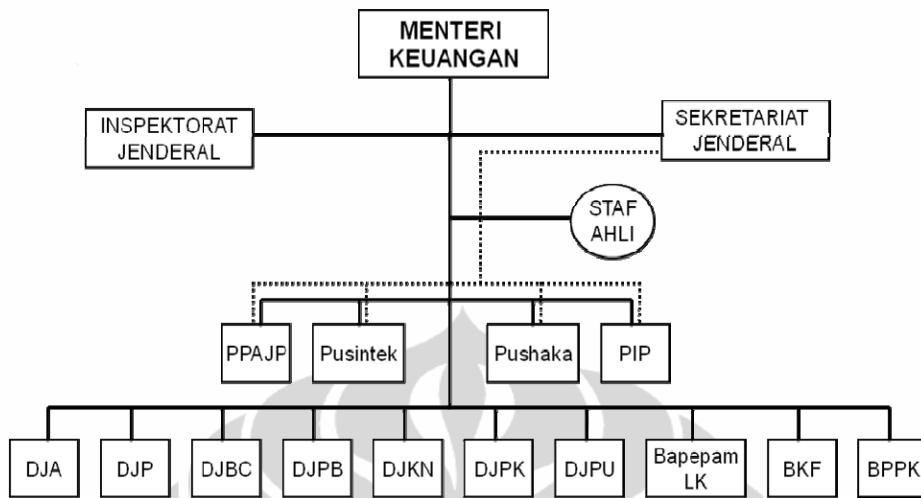 MENTERI
KEUANGAN
INSPEKTORAT
JENDERAL
SEKRETARIAT
JENDERAL
STAF
AHLI
PPAJP
Pusintek
Pushaka
PIP
DJA
DJP
DJBC
DJPB
DJKN
DJPK
DJPU
Bapepam
LK
BKF
BPPK